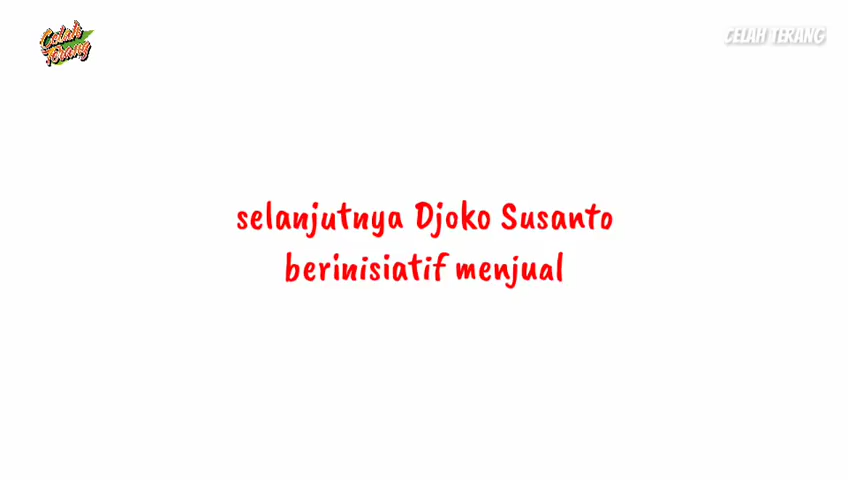 Celah
Terang
CELAH TERANG
selanjutnya Djoko Susanto
berinisiatif menjual